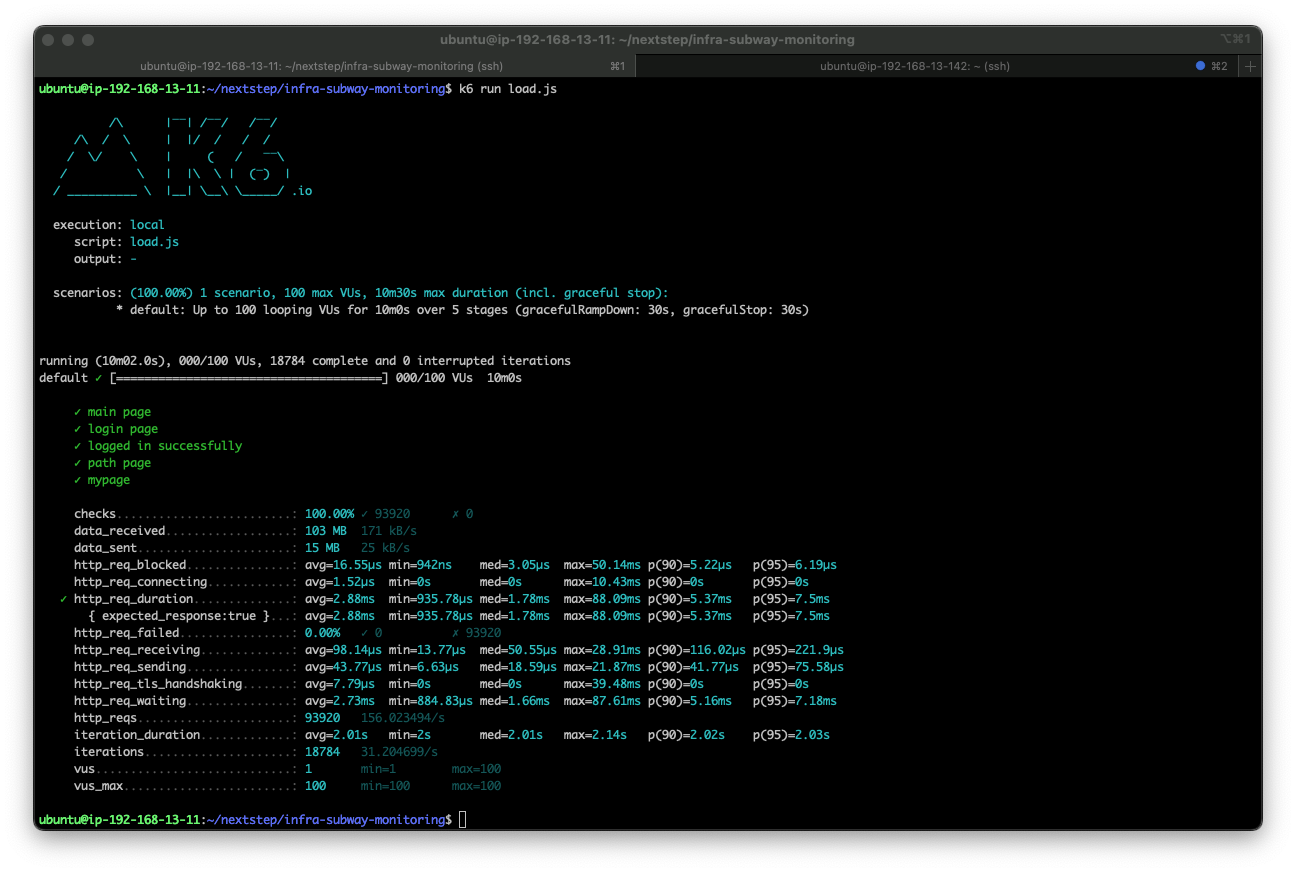 ubuntu@ip-192-168-13-11: ~/nextstep/infra-subway-monitoring
⌥⌘1
ubuntu@ip-192-168-13-11: ~/nextstep/infra-subway-monitoring (ssh) ⌘1
ubuntu@ip-192-168-13-142: ~ (ssh) ⌘2
ubuntu@ip-192-168-13-11:~/nextstep/infra-subway-monitoring$ k6 run load.js
          /\      |‾‾| /‾‾/   /‾‾/
     /\  /  \     |  |/  /   /  /
    /  \/    \    |     (   /   ‾‾\
   /          \   |  |\  \ |  (‾)  |
  / __________ \  |__| \__\ \_____/ .io
execution: local
script: load.js
output: -
scenarios: (100.00%) 1 scenario, 100 max VUs, 10m30s max duration (incl. graceful stop):
* default: Up to 100 looping VUs for 10m0s over 5 stages (gracefulRampDown: 30s, gracefulStop: 30s)
running (10m02.0s), 000/100 VUs, 18784 complete and 0 interrupted iterations
default ✓ [======================================] 000/100 VUs  10m0s
✓ main page
✓ login page
✓ logged in successfully
✓ path page
✓ mypage
checks.........................: 100.00% ✓ 93920 ✗ 0
data_received..................: 103 MB 171 kB/s
data_sent......................: 15 MB 25 kB/s
http_req_blocked...............: avg=16.55µs min=942ns med=3.05µs max=50.14ms p(90)=5.22µs p(95)=6.19µs
http_req_connecting............: avg=1.52µs min=0s med=0s max=10.43ms p(90)=0s p(95)=0s
✓ http_req_duration..............: avg=2.88ms min=935.78µs med=1.78ms max=88.09ms p(90)=5.37ms p(95)=7.5ms
{ expected_response:true }...: avg=2.88ms min=935.78µs med=1.78ms max=88.09ms p(90)=5.37ms p(95)=7.5ms
http_req_failed................: 0.00% ✓ 0 ✗ 93920
http_req_receiving.............: avg=98.14µs min=13.77µs med=50.55µs max=28.91ms p(90)=116.02µs p(95)=221.9µs
http_req_sending...............: avg=43.77µs min=6.63µs med=18.59µs max=21.87ms p(90)=41.77µs p(95)=75.58µs
http_req_tls_handshaking.......: avg=7.79µs min=0s med=0s max=39.48ms p(90)=0s p(95)=0s
http_req_waiting...............: avg=2.73ms min=884.83µs med=1.66ms max=87.61ms p(90)=5.16ms p(95)=7.18ms
http_reqs......................: 93920 156.023494/s
iteration_duration.............: avg=2.01s min=2s med=2.01s max=2.14s p(90)=2.02s p(95)=2.03s
iterations.....................: 18784 31.204699/s
vus............................: 1 min=1 max=100
vus_max........................: 100 min=100 max=100
ubuntu@ip-192-168-13-11:~/nextstep/infra-subway-monitoring$